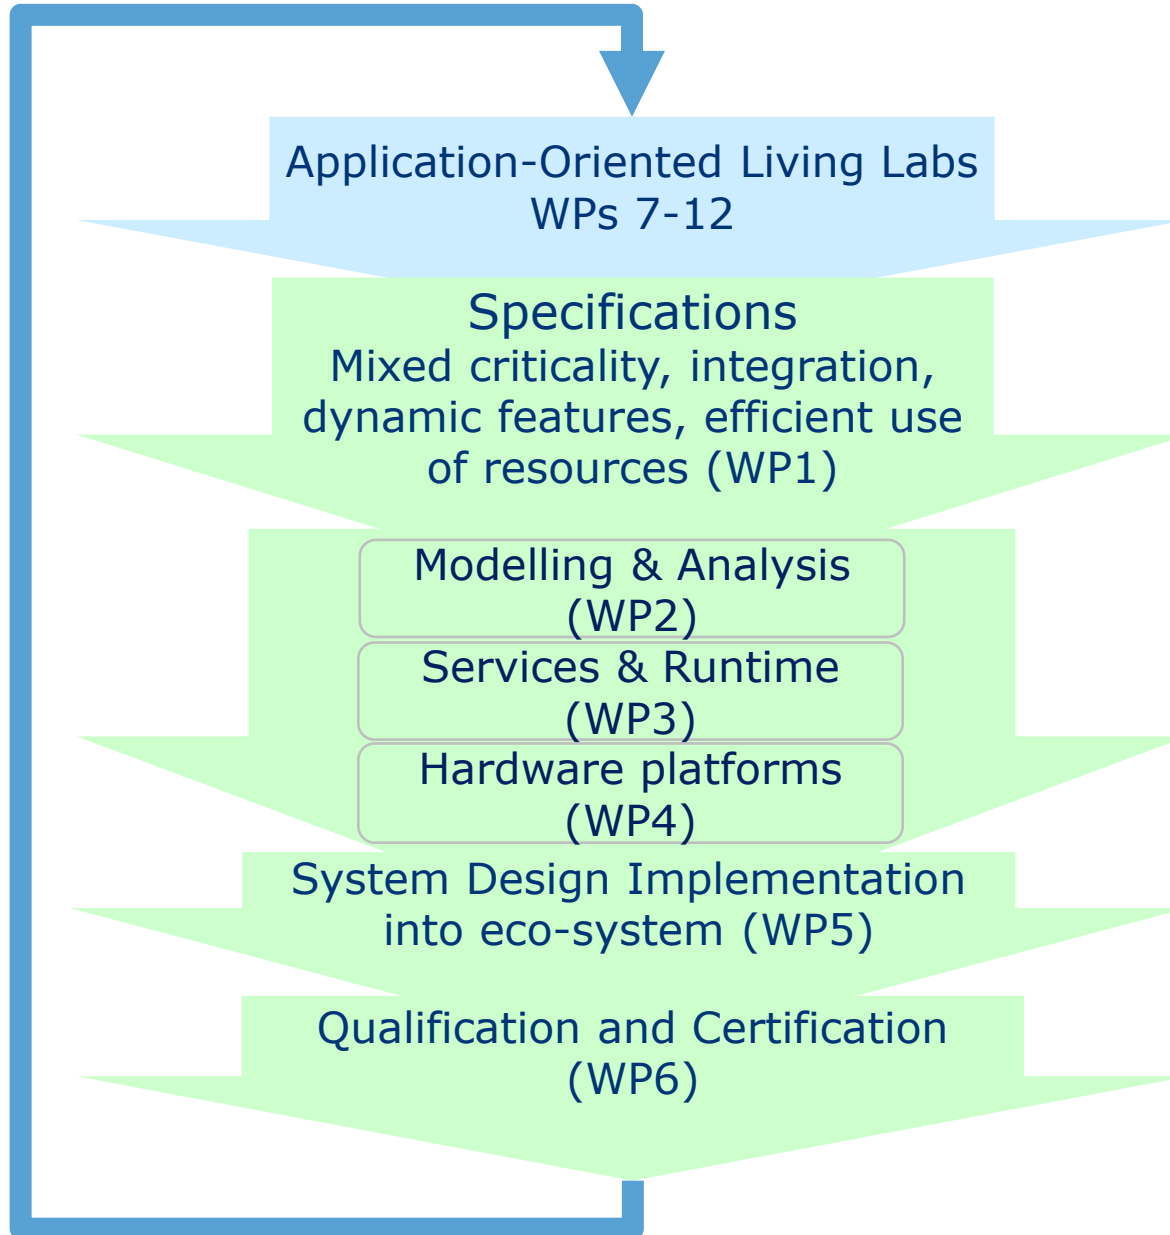 Application-Oriented Living Labs
WPs 7-12
Specifications
Mixed criticality, integration,
dynamic features, efficient use
of resources (WP1)
Modelling & Analysis
(WP2)
Services & Runtime
(WP3)
Hardware platforms
(WP4)
System Design Implementation
into eco-system (WP5)
Qualification and Certification
(WP6)